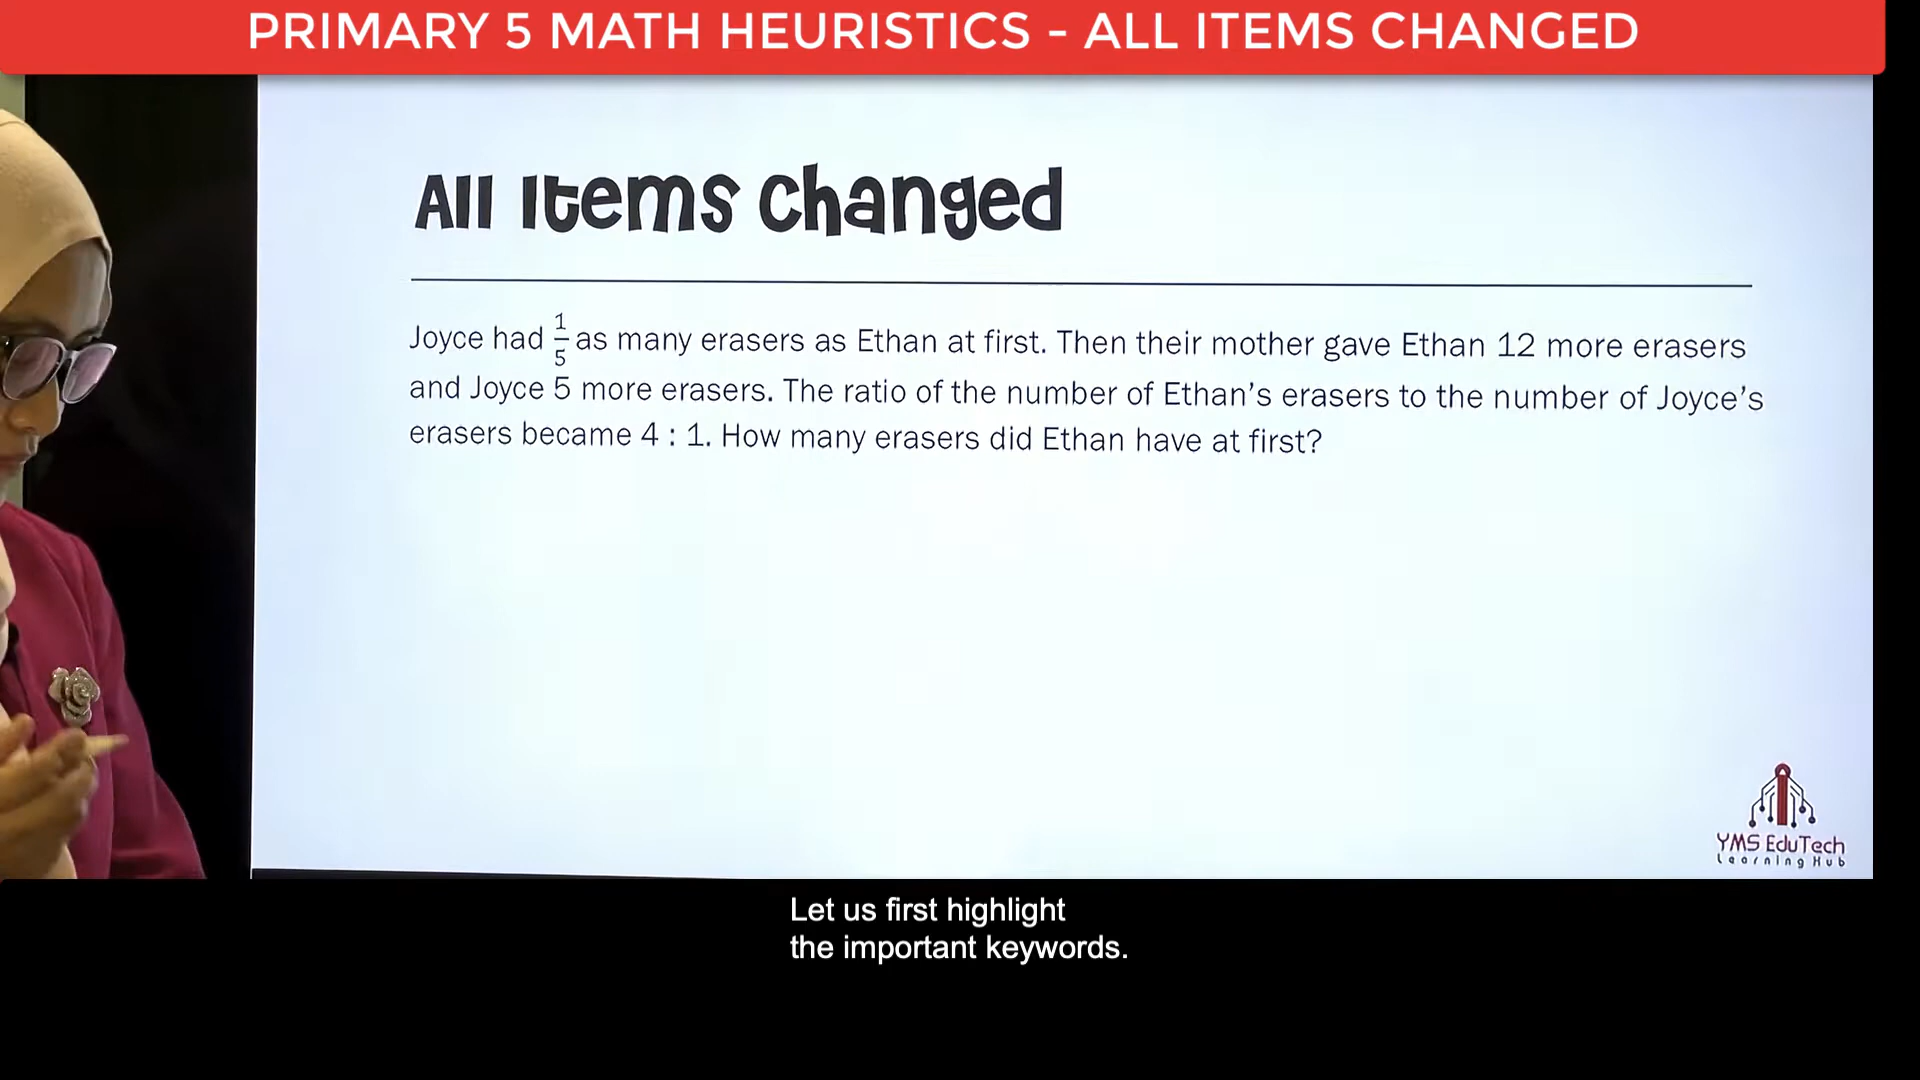 PRIMARY 5 MATH HEURISTICS - ALL ITEMS CHANGED
All Items Changed
Joyce had 1/5 as many erasers as Ethan at first. Then their mother gave Ethan 12 more erasers
and Joyce 5 more erasers. The ratio of the number of Ethan's erasers to the number of Joyce's
erasers became 4 : 1. How many erasers did Ethan have at first?
YMS EduTech
Learning Hub
Let us first highlight
the important keywords.